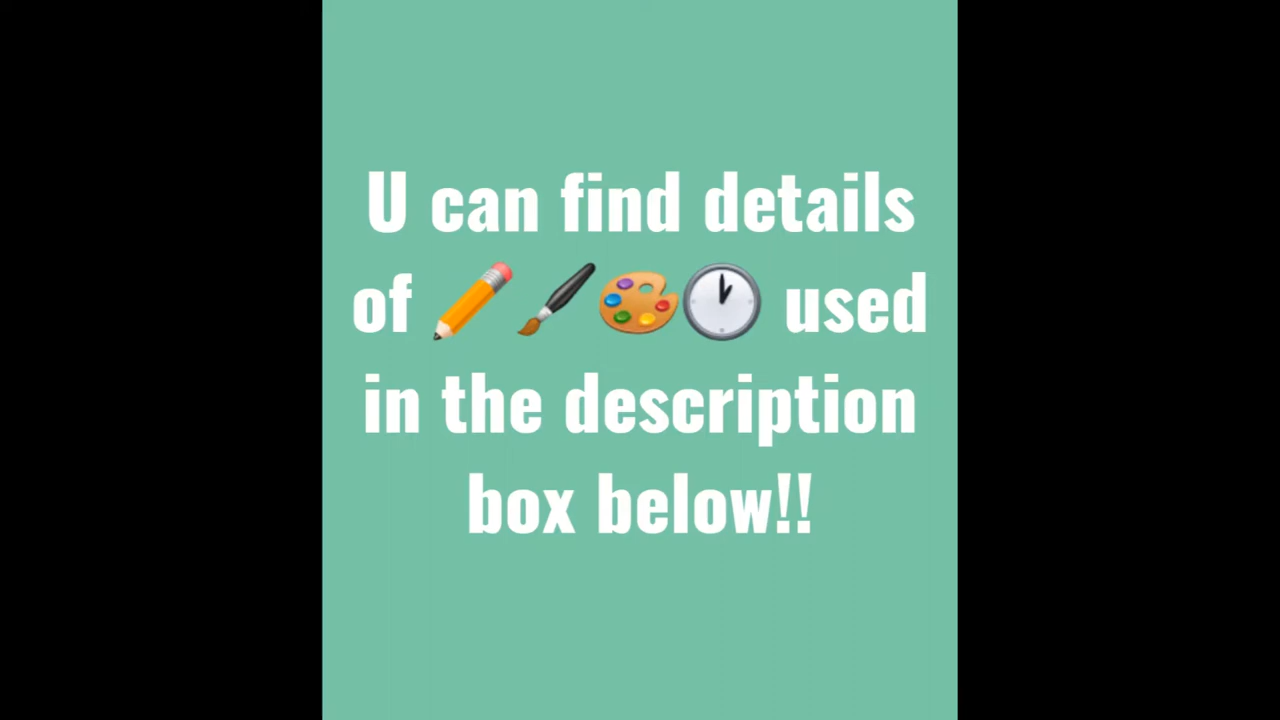 U can find details
of ✏️🖌️🎨🕐 used
in the description
box below!!